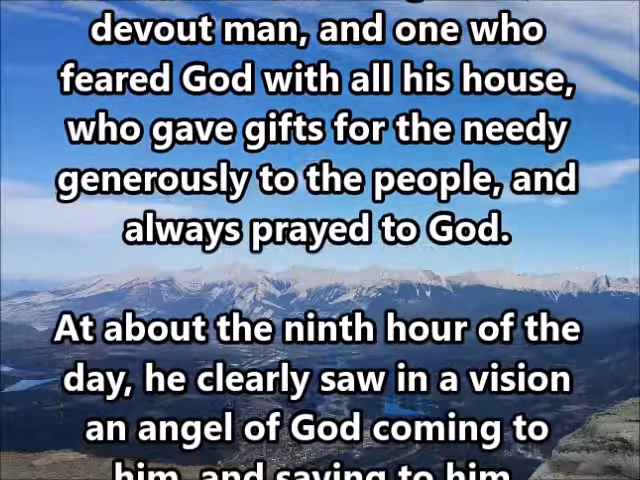 devout man, and one who
feared God with all his house,
who gave gifts for the needy
generously to the people, and
always prayed to God.
At about the ninth hour of the
day, he clearly saw in a vision
an angel of God coming to
him, and saying to him,